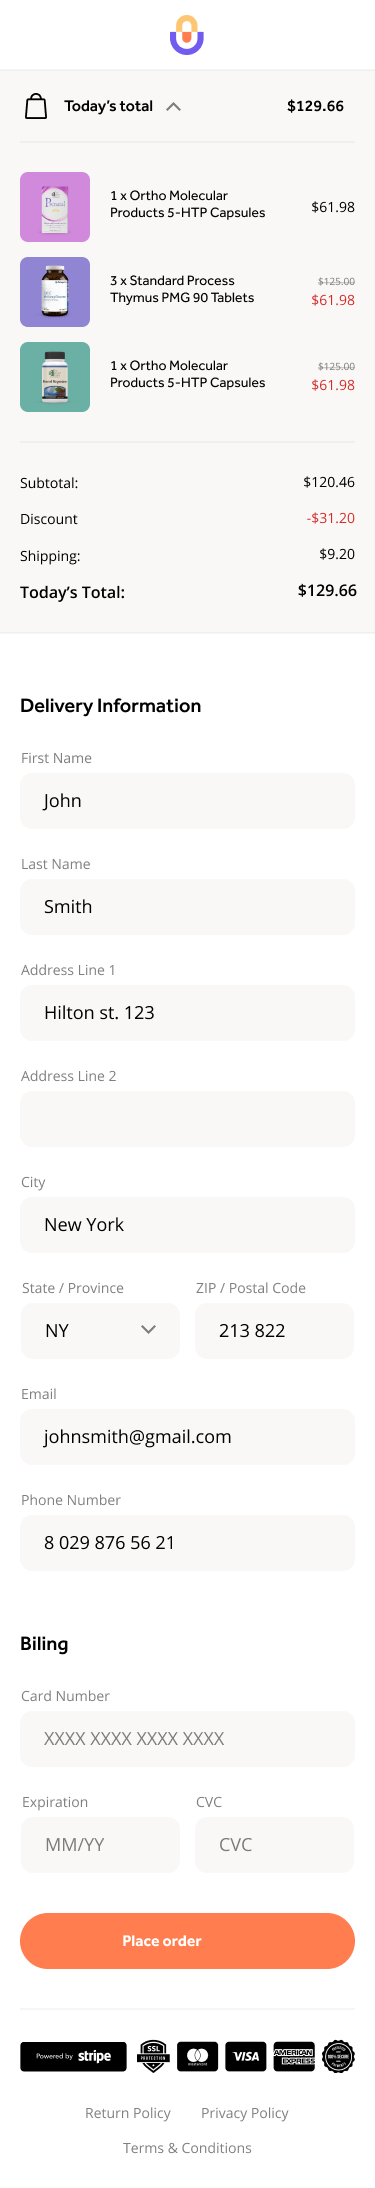 Today's total
$129.66
1 x Ortho Molecular
Products 5-HTP Capsules
$61.98
3 x Standard Process
Thymus PMG 90 Tablets
$125.00
$61.98
1 x Ortho Molecular
Products 5-HTP Capsules
$125.00
$61.98
Subtotal: $120.46
Discount -$31.20
Shipping: $9.20
Today's Total: $129.66
Delivery Information
First Name
John
Last Name
Smith
Address Line 1
Hilton st. 123
Address Line 2
City
New York
State / Province ZIP / Postal Code
NY 213 822
Email
johnsmith@gmail.com
Phone Number
8 029 876 56 21
Biling
Card Number
XXXX XXXX XXXX XXXX
Expiration CVC
MM/YY CVC
Place order
Powered by stripe
SSL
PROTECTION
mastercard
VISA
AMERICAN
EXPRESS
100% SECURE
Return Policy Privacy Policy
Terms & Conditions